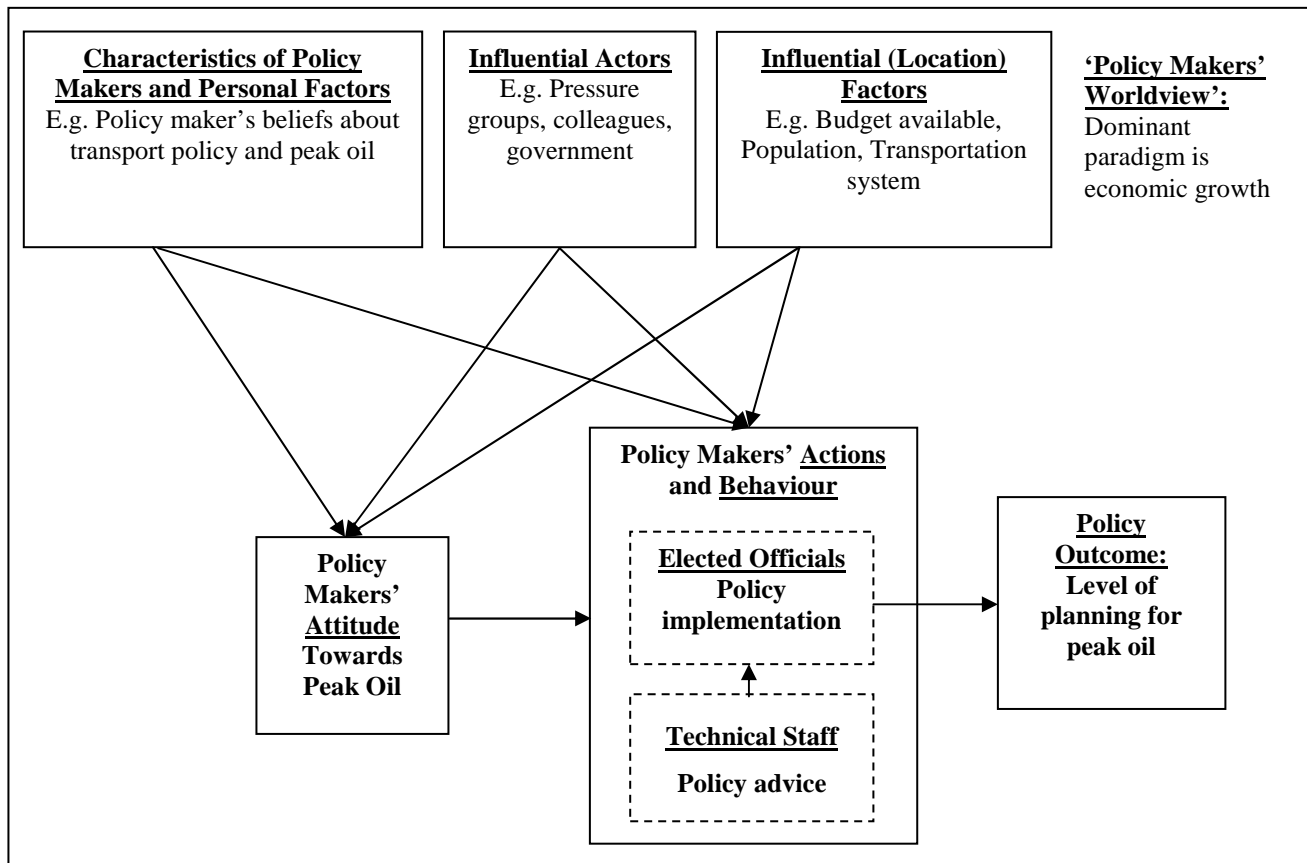 Characteristics of Policy
Makers and Personal Factors
E.g. Policy maker’s beliefs about
transport policy and peak oil
Influential Actors
E.g. Pressure
groups, colleagues,
government
Influential (Location)
Factors
E.g. Budget available,
Population, Transportation
system
‘Policy Makers’
Worldview’:
Dominant
paradigm is
economic growth
Policy
Makers’
Attitude
Towards
Peak Oil
Policy Makers’ Actions
and Behaviour
Elected Officials
Policy
implementation
Technical Staff
Policy advice
Policy
Outcome:
Level of
planning for
peak oil